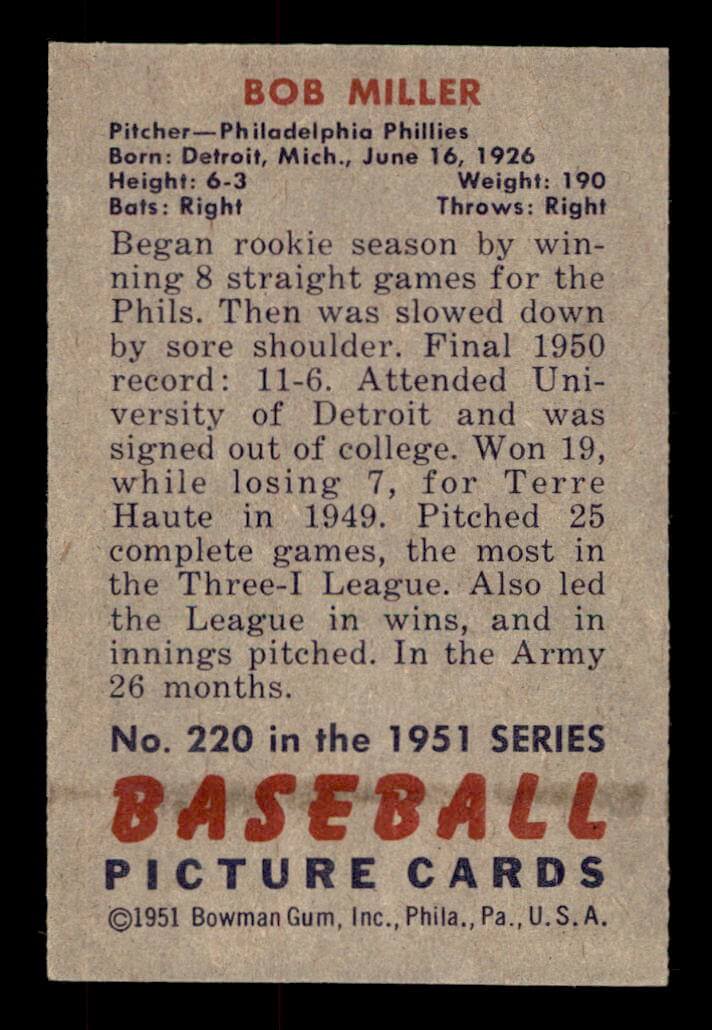 BOB MILLER
Pitcher—Philadelphia Phillies
Born: Detroit, Mich., June 16, 1926
Height: 6-3 Weight: 190
Bats: Right Throws: Right
Began rookie season by win-
ning 8 straight games for the
Phils. Then was slowed down
by sore shoulder. Final 1950
record: 11-6. Attended Uni-
versity of Detroit and was
signed out of college. Won 19,
while losing 7, for Terre
Haute in 1949. Pitched 25
complete games, the most in
the Three-I League. Also led
the League in wins, and in
innings pitched. In the Army
26 months.
No. 220 in the 1951 SERIES
BASEBALL
PICTURE CARDS
©1951 Bowman Gum, Inc., Phila., Pa., U.S.A.